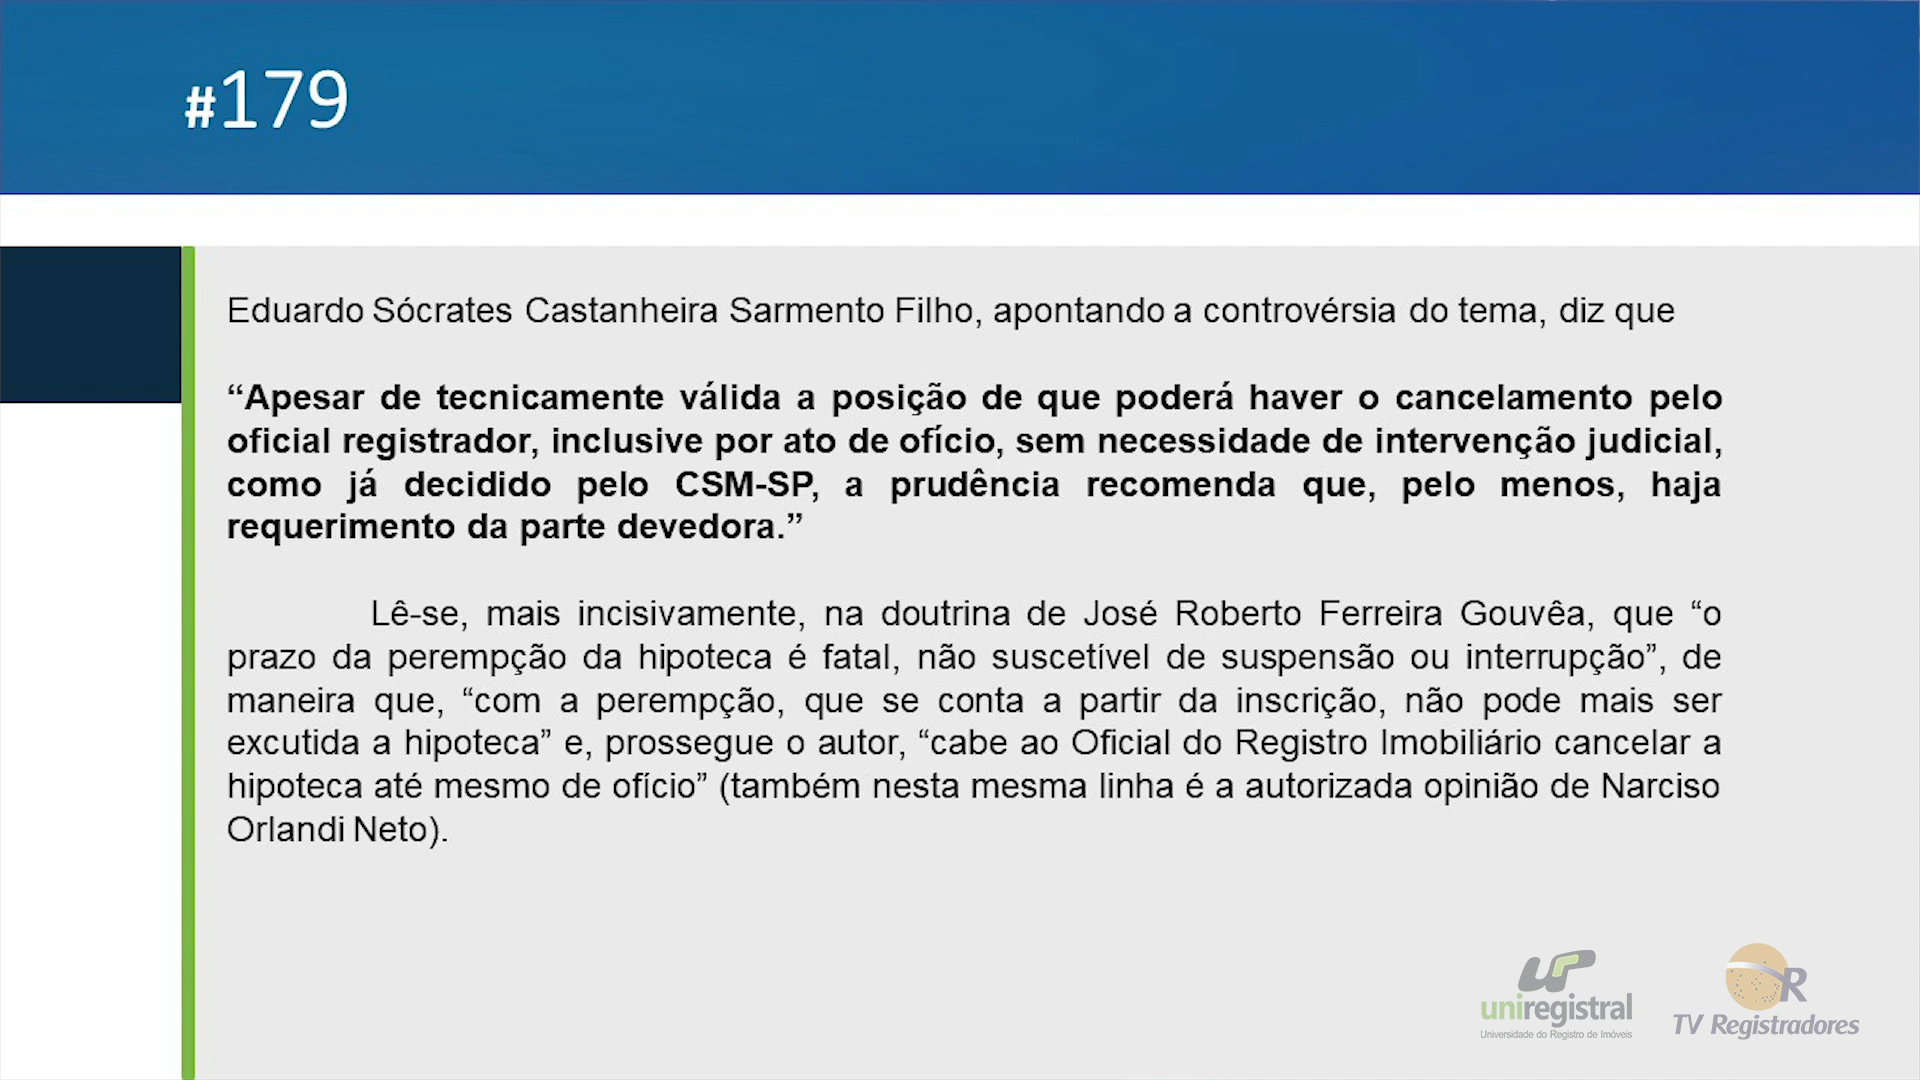 #179
Eduardo Sócrates Castanheira Sarmento Filho, apontando a controvérsia do tema, diz que
“Apesar de tecnicamente válida a posição de que poderá haver o cancelamento pelo
oficial registrador, inclusive por ato de ofício, sem necessidade de intervenção judicial,
como já decidido pelo CSM-SP, a prudência recomenda que, pelo menos, haja
requerimento da parte devedora.”
Lê-se, mais incisivamente, na doutrina de José Roberto Ferreira Gouvêa, que “o
prazo da perempção da hipoteca é fatal, não suscetível de suspensão ou interrupção”, de
maneira que, “com a perempção, que se conta a partir da inscrição, não pode mais ser
excutida a hipoteca” e, prossegue o autor, “cabe ao Oficial do Registro Imobiliário cancelar a
hipoteca até mesmo de ofício” (também nesta mesma linha é a autorizada opinião de Narciso
Orlandi Neto).
uniregistral
Universidade do Registro de Imóveis
R
TV Registradores